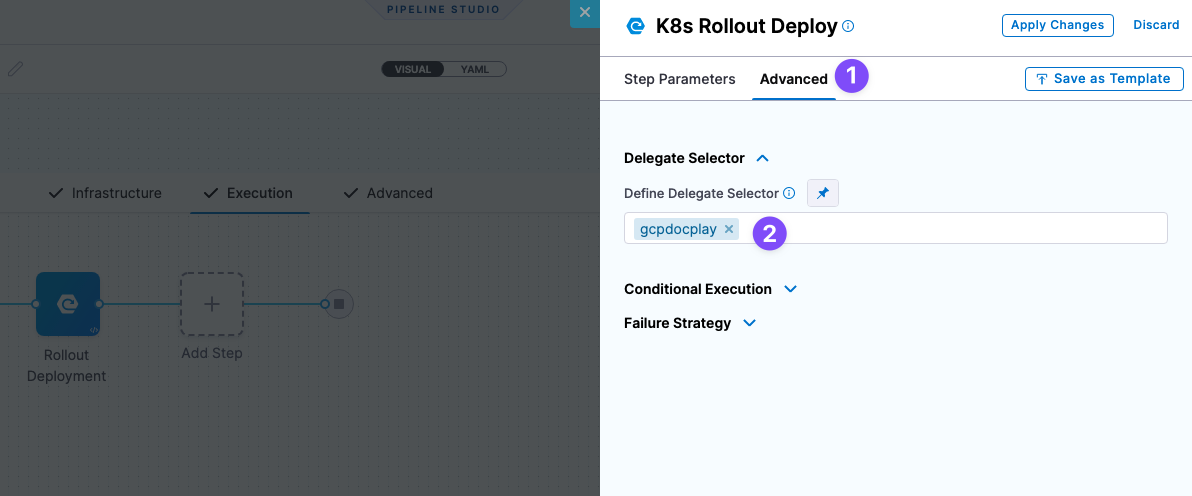 PIPELINE STUDIO
VISUAL YAML
Infrastructure Execution Advanced
Rollout
Deployment
Add Step
K8s Rollout Deploy
Apply Changes Discard
Step Parameters Advanced 1
Save as Template
Delegate Selector
Define Delegate Selector
gcpdocplay × 2
Conditional Execution
Failure Strategy